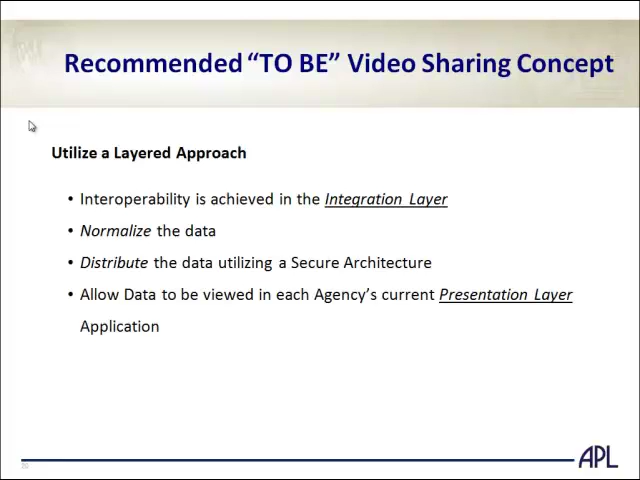 Recommended “TO BE” Video Sharing Concept
Utilize a Layered Approach
• Interoperability is achieved in the Integration Layer
• Normalize the data
• Distribute the data utilizing a Secure Architecture
• Allow Data to be viewed in each Agency’s current Presentation Layer
Application
APL